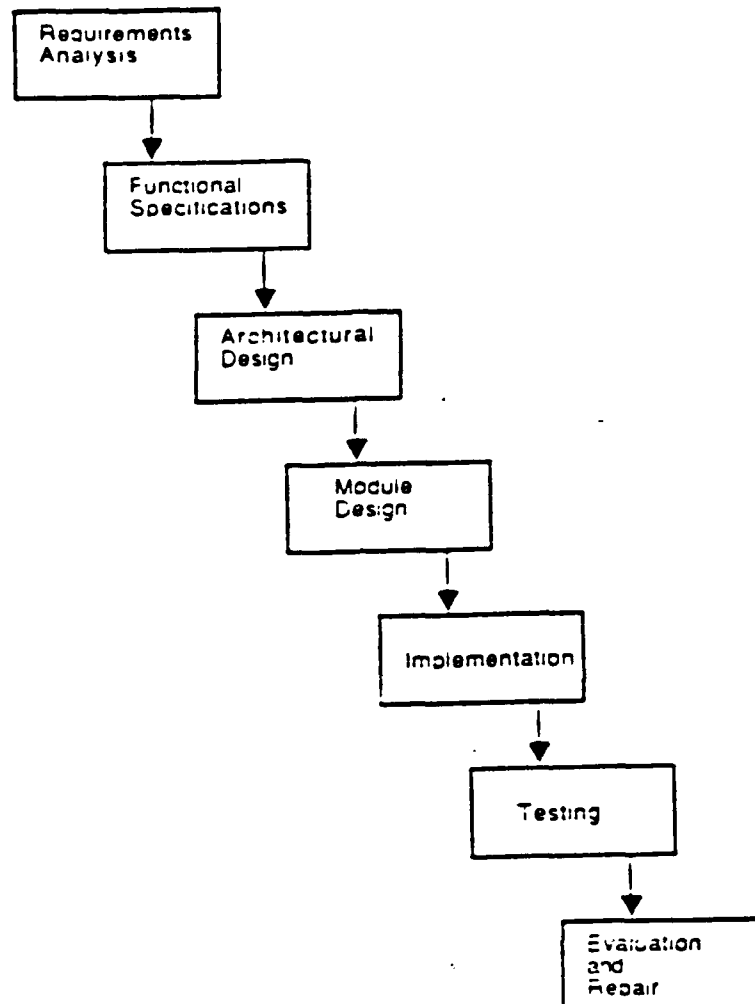 Requirements
Analysis
Functional
Specifications
Architectural
Design
Module
Design
Implementation
Testing
Evaluation
and
Repair